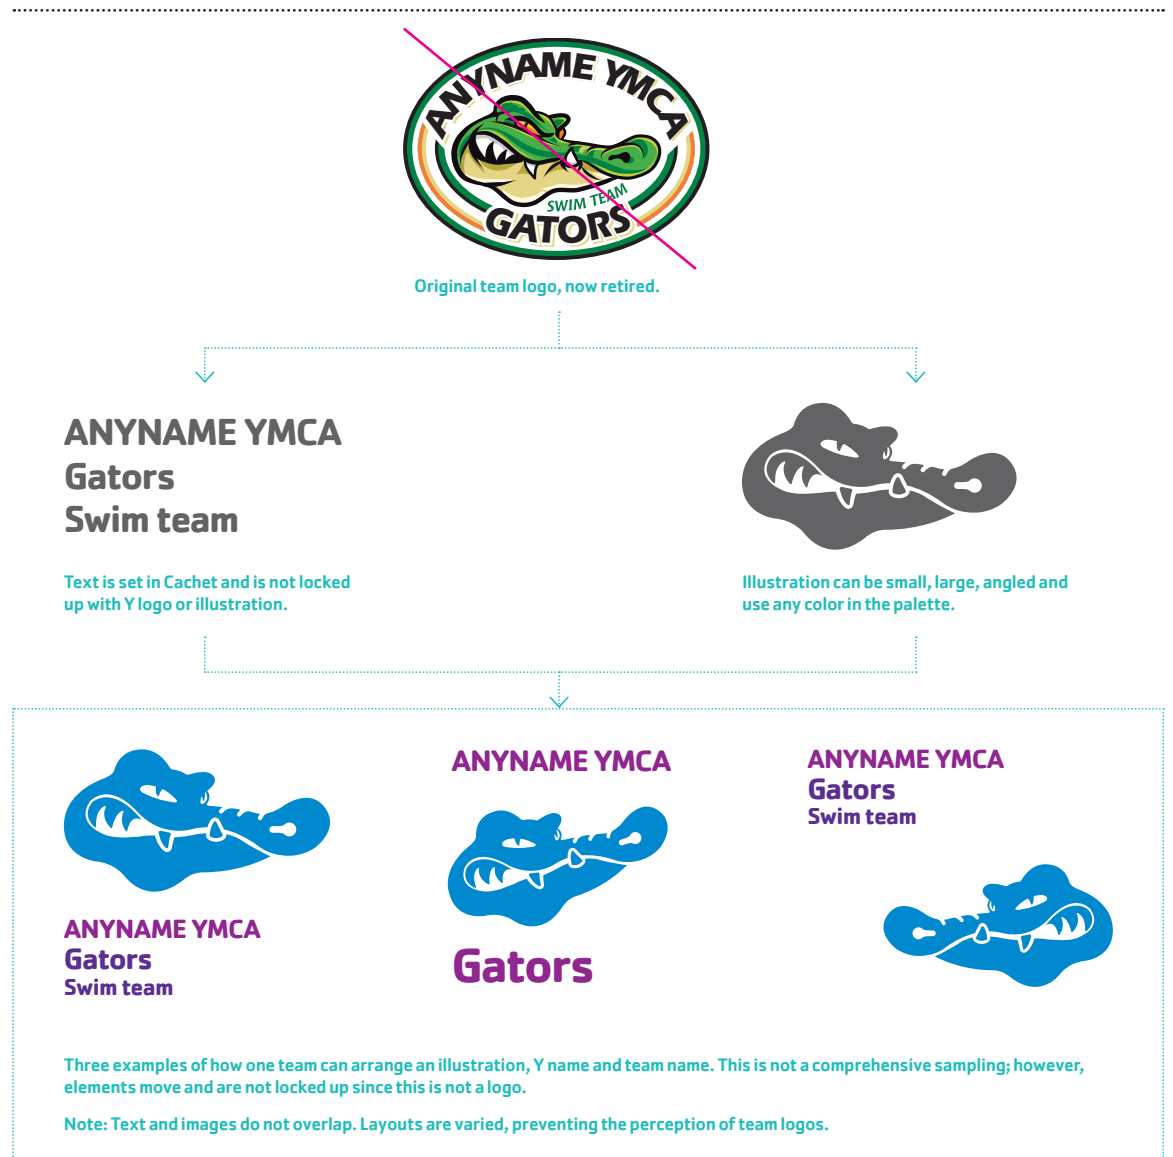 ANYNAME YMCA
SWIM TEAM
GATORS
Original team logo, now retired.
ANYNAME YMCA
Gators
Swim team
Text is set in Cachet and is not locked
up with Y logo or illustration.
Illustration can be small, large, angled and
use any color in the palette.
ANYNAME YMCA
Gators
Swim team
ANYNAME YMCA
Gators
ANYNAME YMCA
Gators
Swim team
Three examples of how one team can arrange an illustration, Y name and team name. This is not a comprehensive sampling; however,
elements move and are not locked up since this is not a logo.
Note: Text and images do not overlap. Layouts are varied, preventing the perception of team logos.